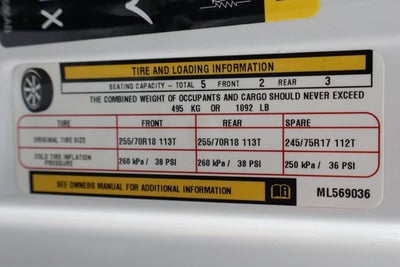 TIRE AND LOADING INFORMATION
SEATING CAPACITY - TOTAL 5 FRONT 2 REAR 3
THE COMBINED WEIGHT OF OCCUPANTS AND CARGO SHOULD NEVER EXCEED
495 KG OR 1092 LB
TIRE FRONT REAR SPARE
ORIGINAL TIRE SIZE 255/70R18 113T 255/70R18 113T 245/75R17 112T
COLD TIRE INFLATION
PRESSURE 260 kPa / 38 PSI 260 kPa / 38 PSI 250 kPa / 36 PSI
SEE OWNERS MANUAL FOR ADDITIONAL INFORMATION ML569036